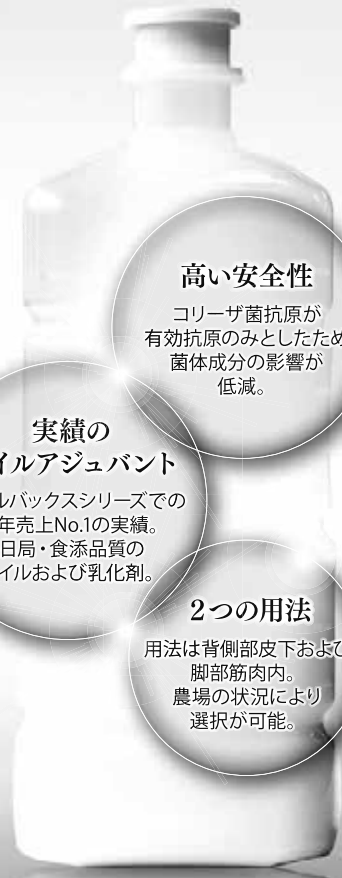 高い安全性
コリーザ菌抗原が
有効抗原のみとしたため
菌体成分の影響が
低減。
実績の
イルアジュバント
ルバックスシリーズでの
年売上No.1の実績。
日局・食添品質の
イルおよび乳化剤。
2つの用法
用法は背側部皮下および
脚部筋肉内。
農場の状況により
選択が可能。